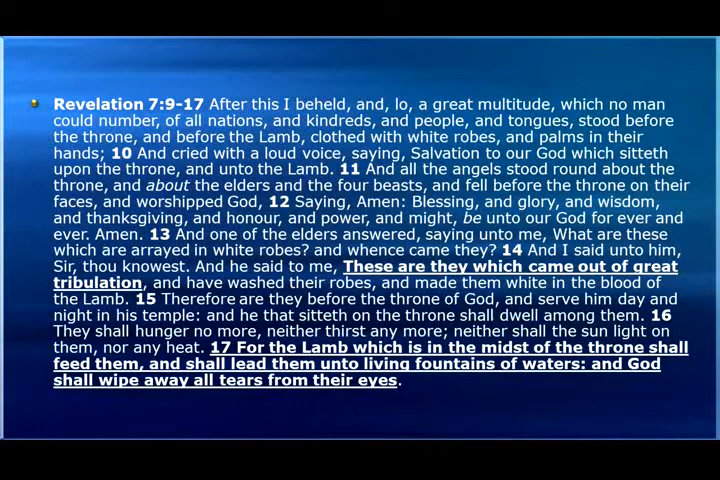 Revelation 7:9-17 After this I beheld, and, lo, a great multitude, which no man
could number, of all nations, and kindreds, and people, and tongues, stood before
the throne, and before the Lamb, clothed with white robes, and palms in their
hands; 10 And cried with a loud voice, saying, Salvation to our God which sitteth
upon the throne, and unto the Lamb. 11 And all the angels stood round about the
throne, and about the elders and the four beasts, and fell before the throne on their
faces, and worshipped God, 12 Saying, Amen: Blessing, and glory, and wisdom,
and thanksgiving, and honour, and power, and might, be unto our God for ever and
ever. Amen. 13 And one of the elders answered, saying unto me, What are these
which are arrayed in white robes? and whence came they? 14 And I said unto him,
Sir, thou knowest. And he said to me, These are they which came out of great
tribulation, and have washed their robes, and made them white in the blood of
the Lamb. 15 Therefore are they before the throne of God, and serve him day and
night in his temple: and he that sitteth on the throne shall dwell among them. 16
They shall hunger no more, neither thirst any more; neither shall the sun light on
them, nor any heat. 17 For the Lamb which is in the midst of the throne shall
feed them, and shall lead them unto living fountains of waters: and God
shall wipe away all tears from their eyes.